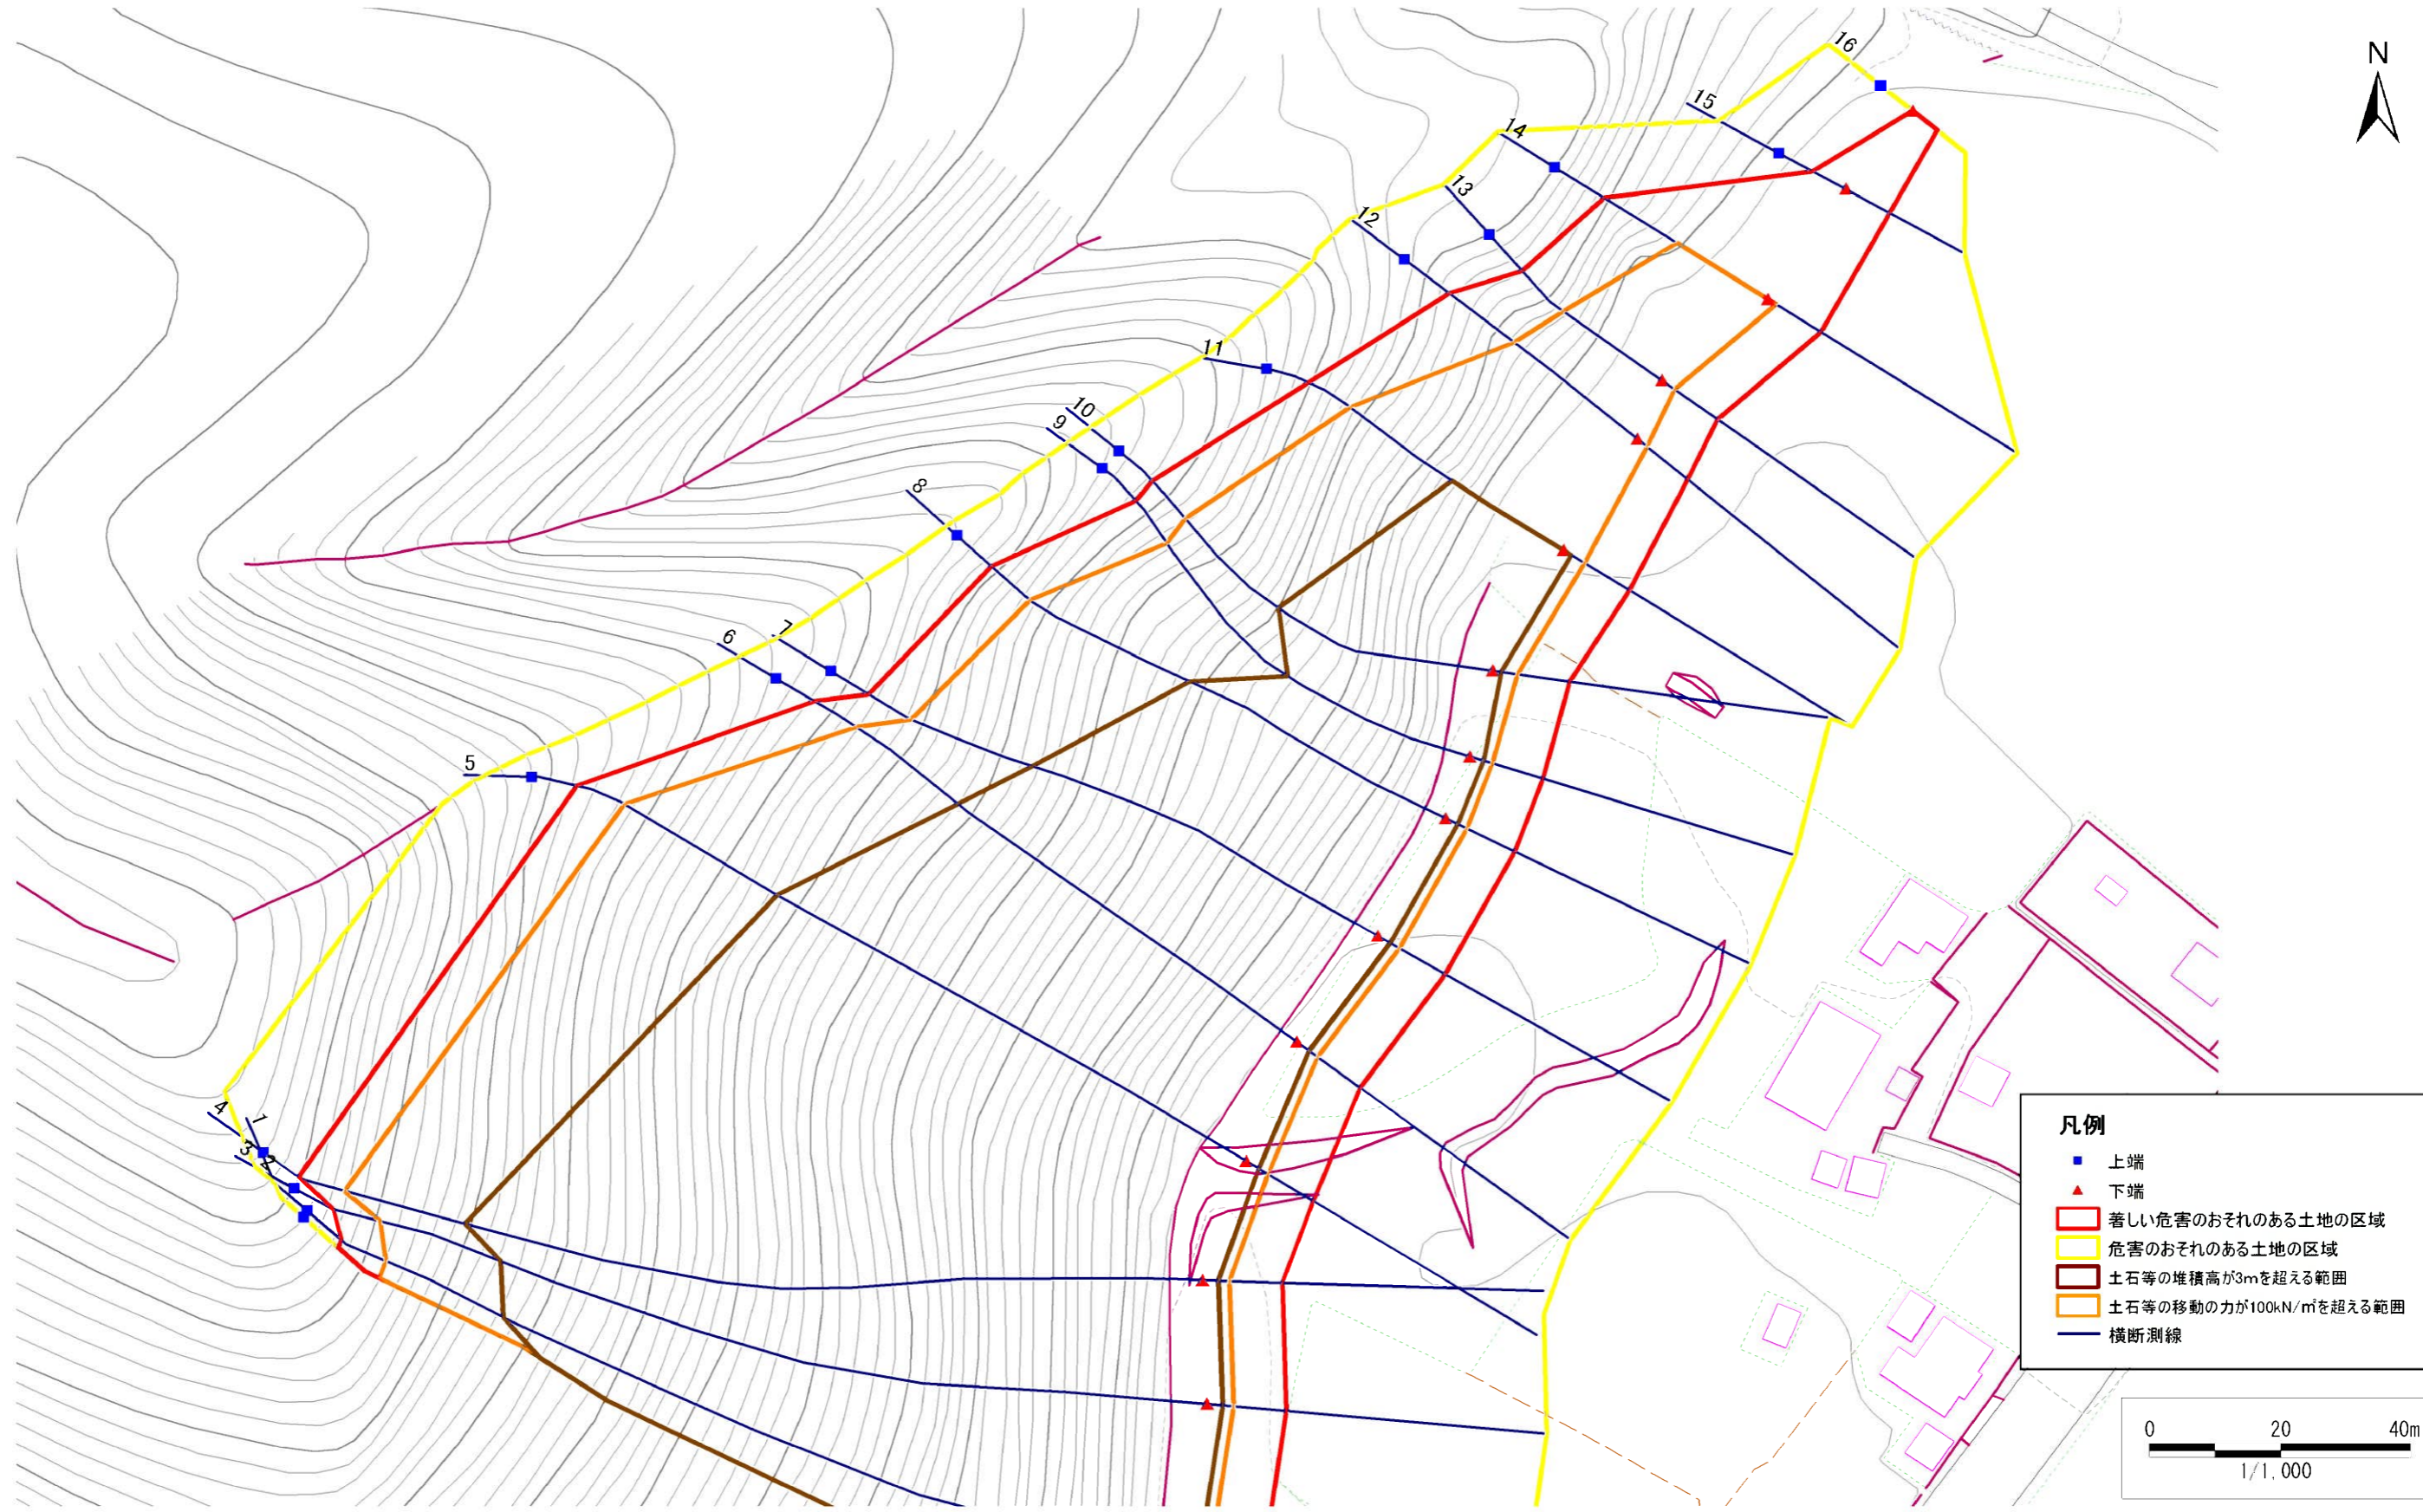 N
16
15
14
13
12
11
10
9
8
7
6
5
4
1
3
2
凡例
上端
下端
著しい危害のおそれのある土地の区域
危害のおそれのある土地の区域
土石等の堆積高が3mを超える範囲
土石等の移動の力が100kN/㎡を超える範囲
横断測線
0 20 40m
1/1,000